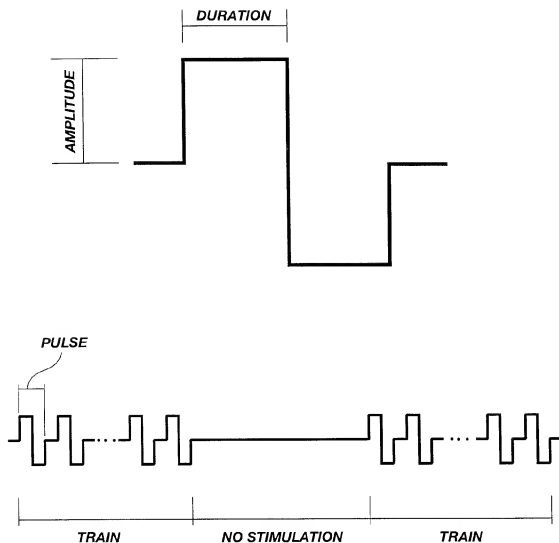 DURATION
AMPLITUDE
PULSE
TRAIN
NO STIMULATION
TRAIN